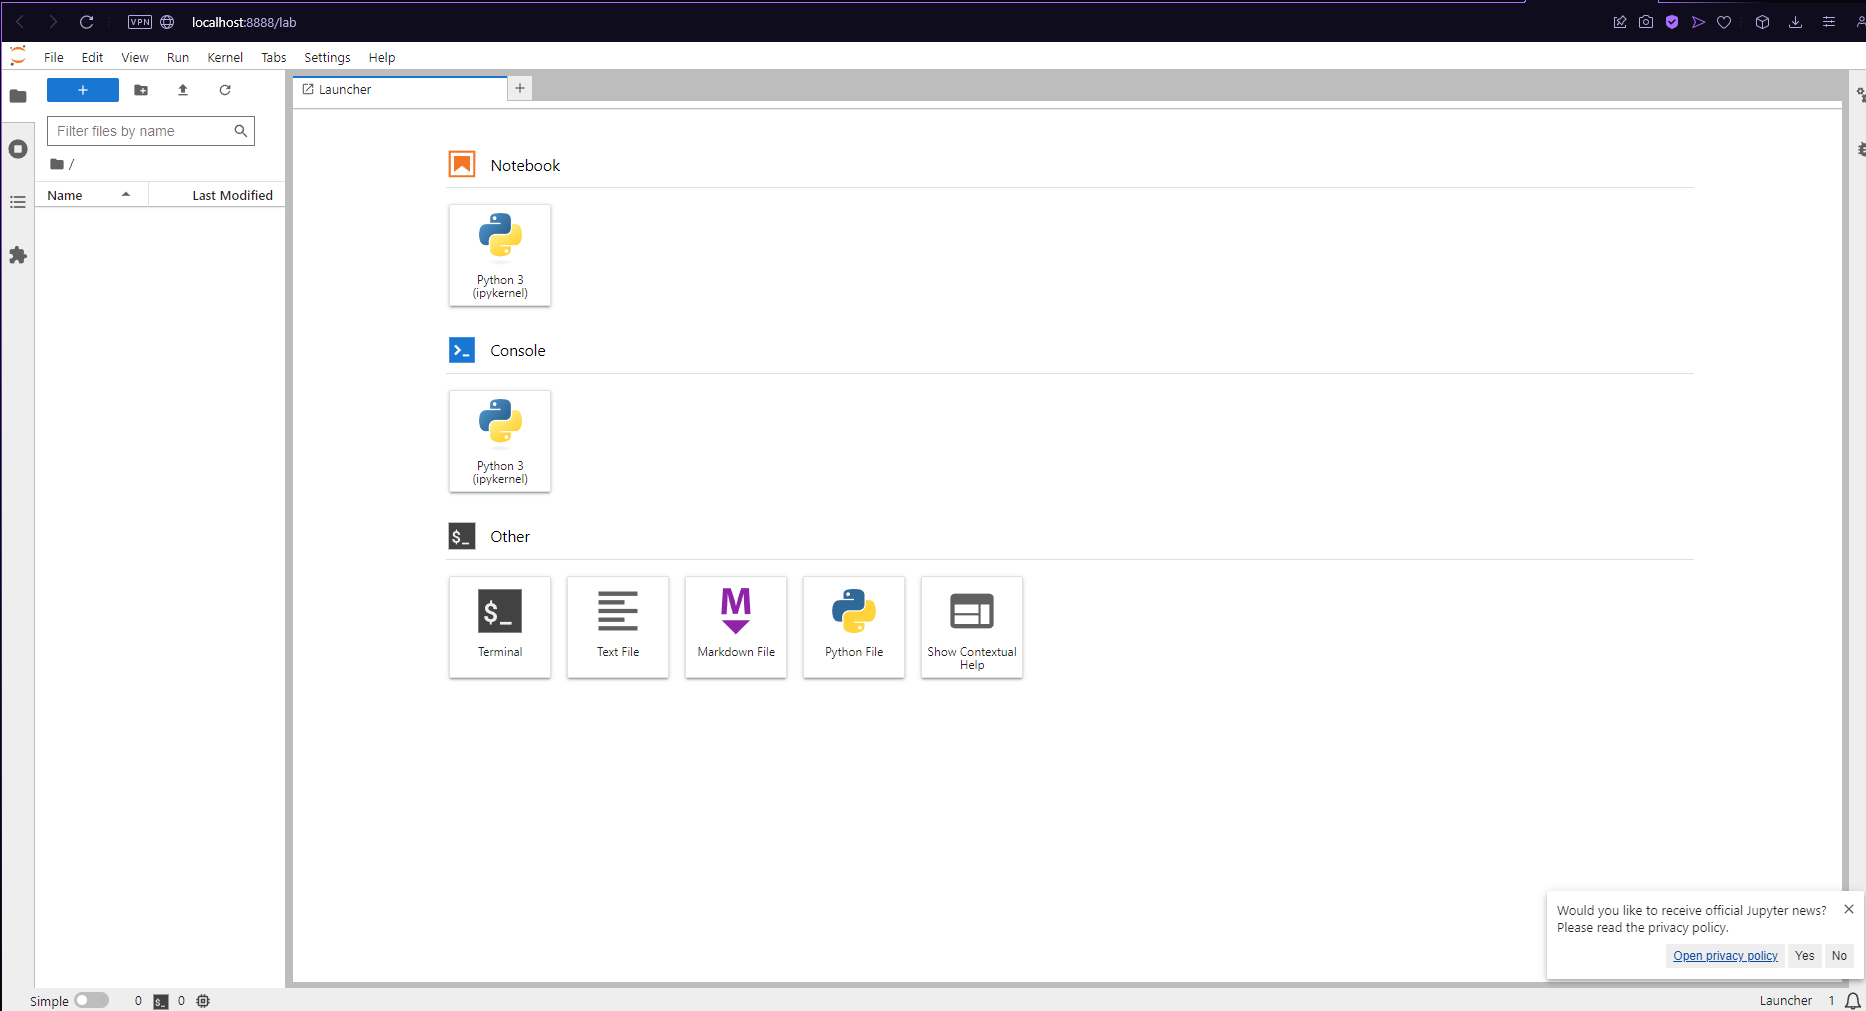 VPN
localhost:8888/lab
File Edit View Run Kernel Tabs Settings Help
+
Launcher
+
Filter files by name
/
Name
Last Modified
Notebook
Python 3
(ipykernel)
Console
Python 3
(ipykernel)
$_ Other
$_
Terminal
Text File
M
Markdown File
Python File
Show Contextual
Help
Would you like to receive official Jupyter news?
Please read the privacy policy.
Open privacy policy Yes No
Simple 0 $_ 0
Launcher 1